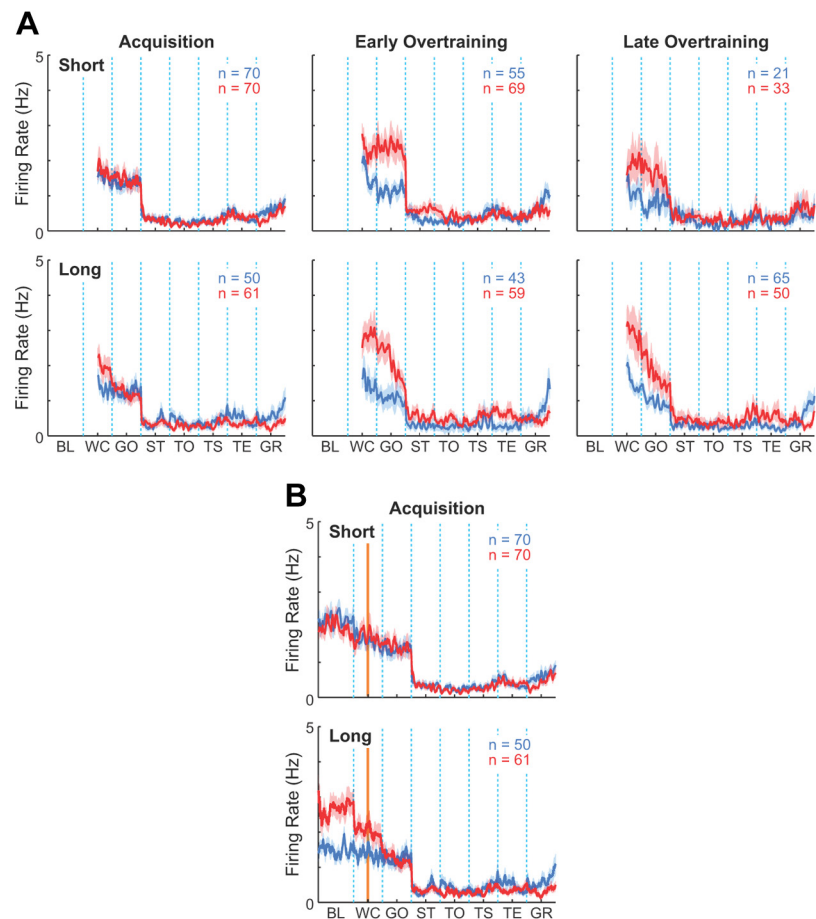 A
Acquisition
Early Overtraining
Late Overtraining
5
Short
n = 70
n = 70
n = 55
n = 69
n = 21
n = 33
Firing Rate (Hz)
0
5
Long
n = 50
n = 61
n = 43
n = 59
n = 65
n = 50
Firing Rate (Hz)
0
BL WC GO ST TO TS TE GR
BL WC GO ST TO TS TE GR
BL WC GO ST TO TS TE GR
B
Acquisition
5
Short
n = 70
n = 70
Firing Rate (Hz)
0
5
Long
n = 50
n = 61
Firing Rate (Hz)
0
BL WC GO ST TO TS TE GR